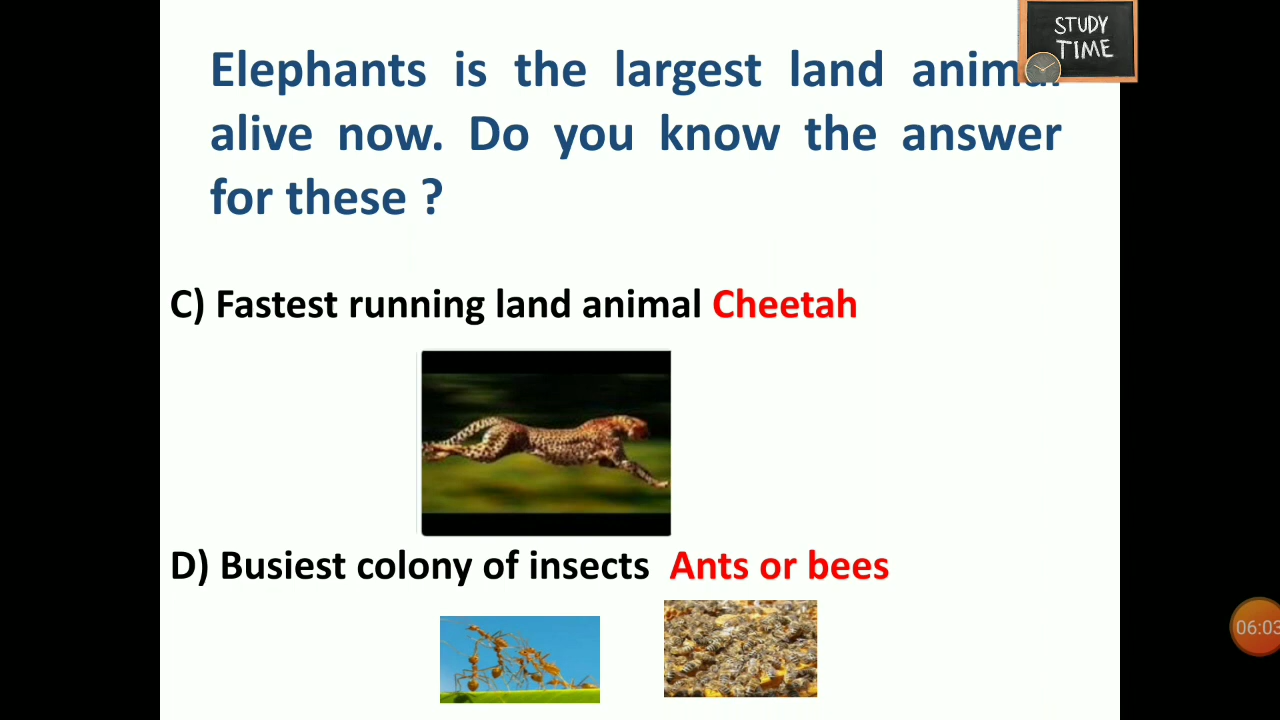 STUDY
TIME
Elephants is the largest land animal
alive now. Do you know the answer
for these ?
C) Fastest running land animal Cheetah
D) Busiest colony of insects Ants or bees
06:03